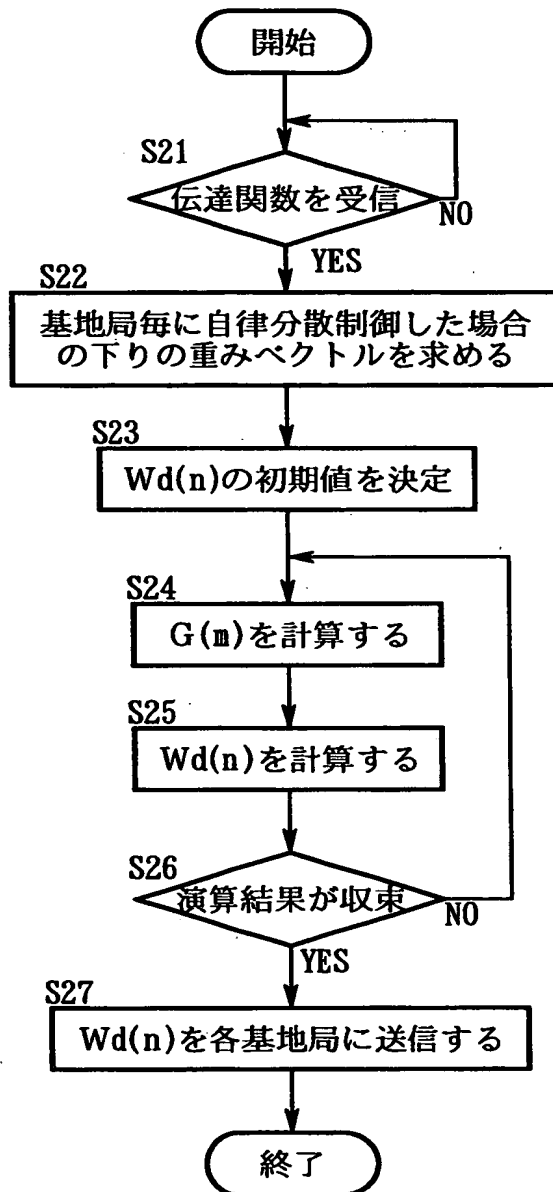 開始
S21
伝達関数を受信
NO
YES
S22
基地局毎に自律分散制御した場合
の下りの重みベクトルを求める
S23
Wd(n)の初期値を決定
S24
G(m)を計算する
S25
Wd(n)を計算する
S26
演算結果が収束
NO
YES
S27
Wd(n)を各基地局に送信する
終了